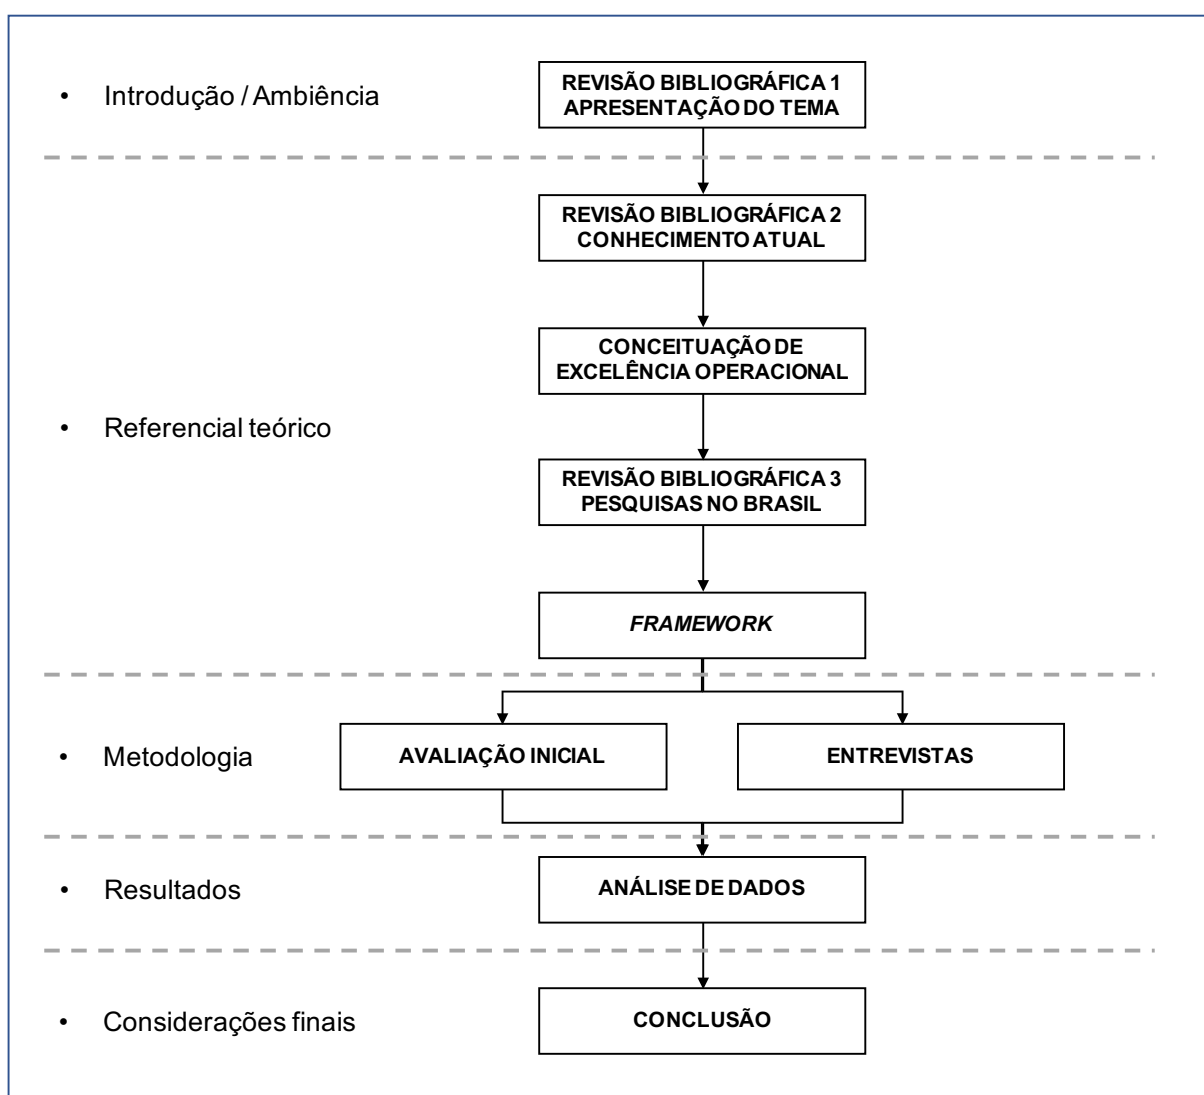 • Introdução / Ambiência
REVISÃO BIBLIOGRÁFICA 1
APRESENTAÇÃO DO TEMA
REVISÃO BIBLIOGRÁFICA 2
CONHECIMENTO ATUAL
CONCEITUAÇÃO DE
EXCELÊNCIA OPERACIONAL
• Referencial teórico
REVISÃO BIBLIOGRÁFICA 3
PESQUISAS NO BRASIL
FRAMEWORK
• Metodologia
AVALIAÇÃO INICIAL
ENTREVISTAS
• Resultados
ANÁLISE DE DADOS
• Considerações finais
CONCLUSÃO